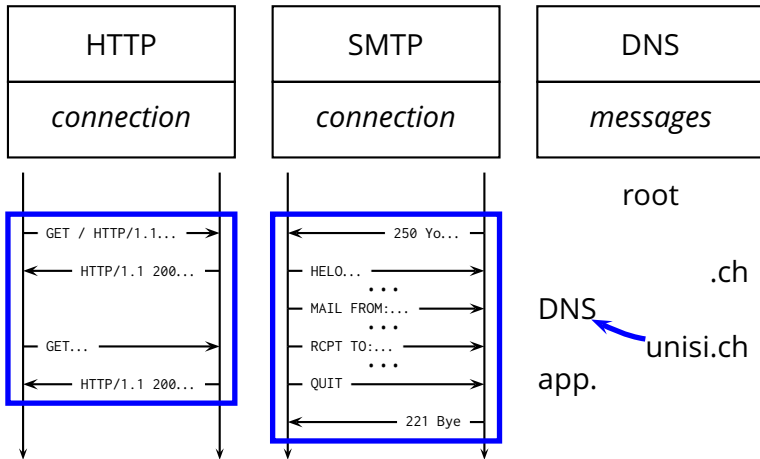 HTTP
connection
GET / HTTP/1.1...
HTTP/1.1 200...
GET...
HTTP/1.1 200...
SMTP
connection
250 Yo...
HELO...
...
MAIL FROM:...
...
RCPT TO:...
...
QUIT
221 Bye
DNS
messages
root
.ch
DNS
unisi.ch
app.